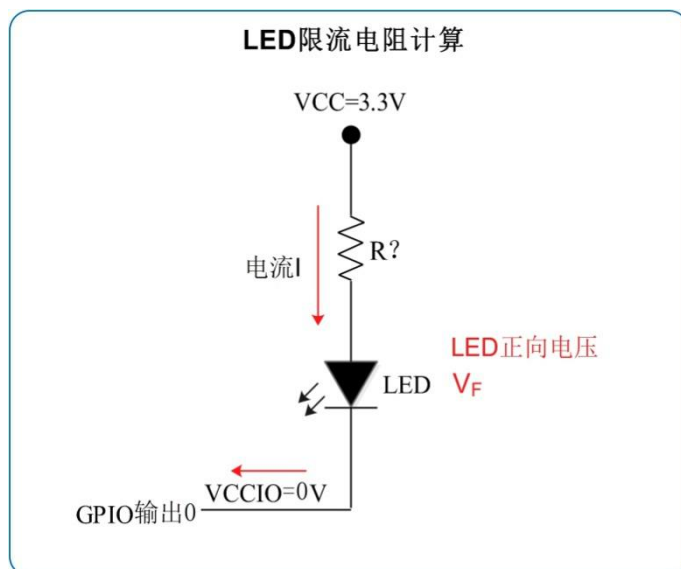 LED限流电阻计算
VCC=3.3V
R?
电流I
LED正向电压
LED
V_F
VCCIO=0V
GPIO输出0